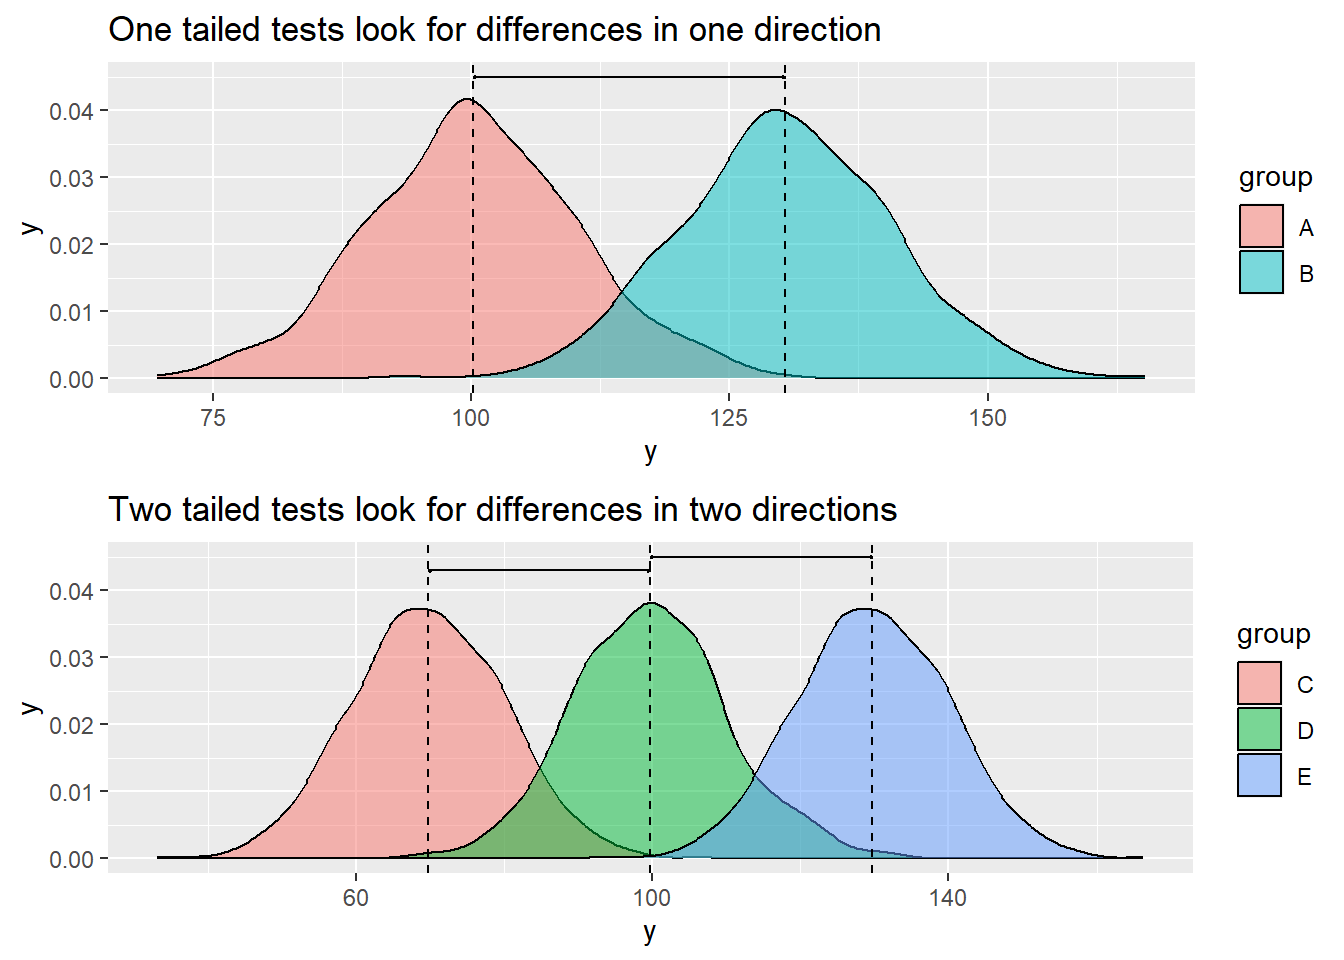 One tailed tests look for differences in one direction
0.04
0.03
0.02
0.01
0.00
y
75 100 125 150
y
group
A
B
Two tailed tests look for differences in two directions
0.04
0.03
0.02
0.01
0.00
y
60 100 140
y
group
C
D
E